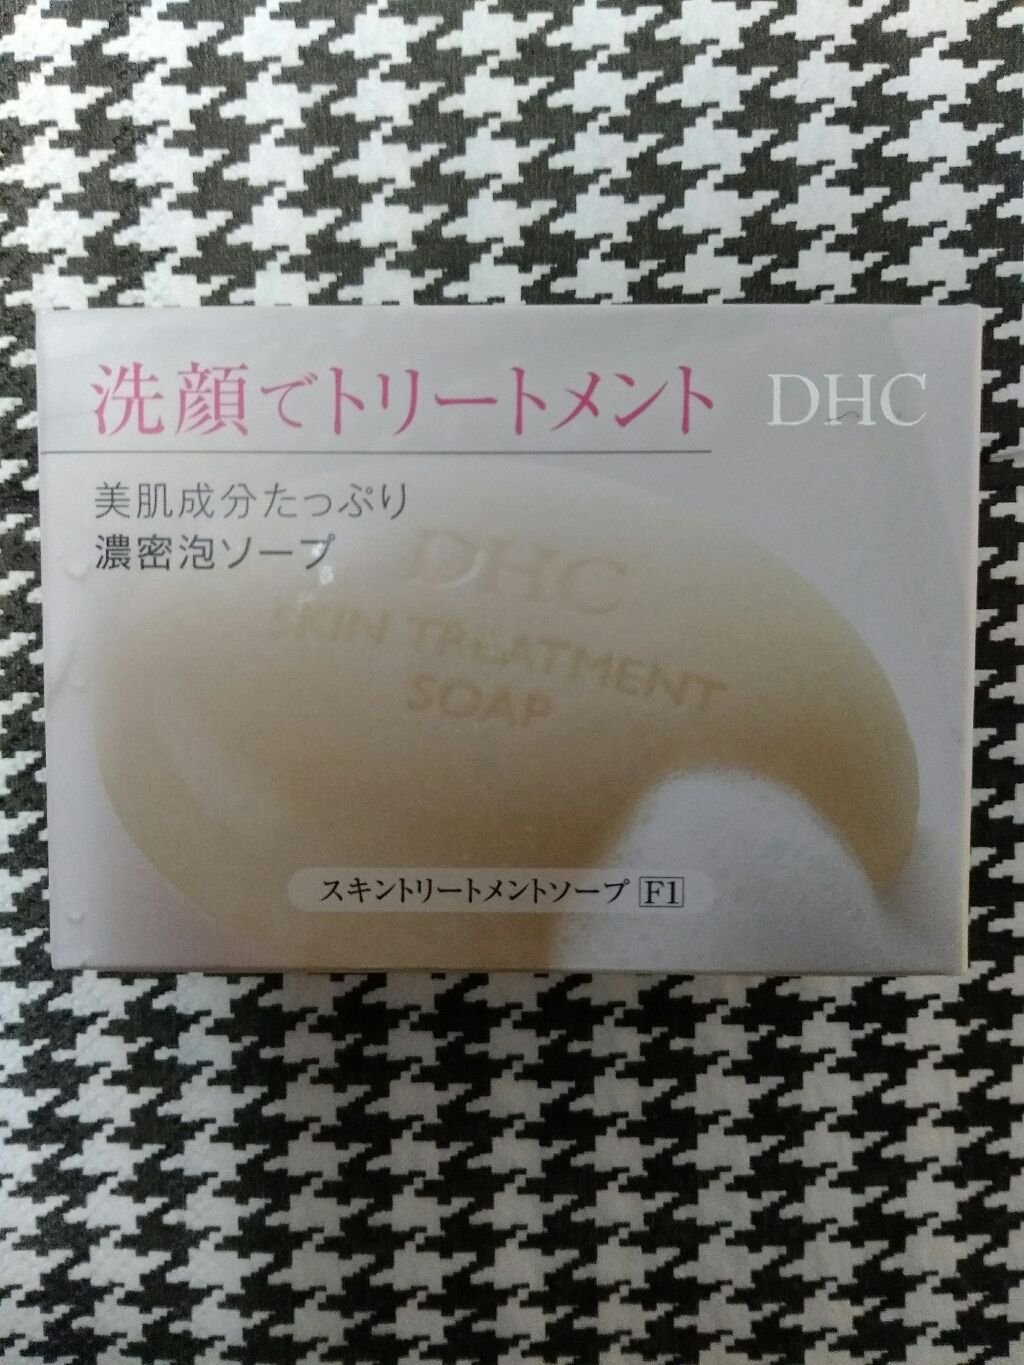 洗顔でトリートメント
DHC
美肌成分たっぷり
濃密泡ソープ
DHC
SKIN TREATMENT
SOAP
スキントリートメントソープ F1